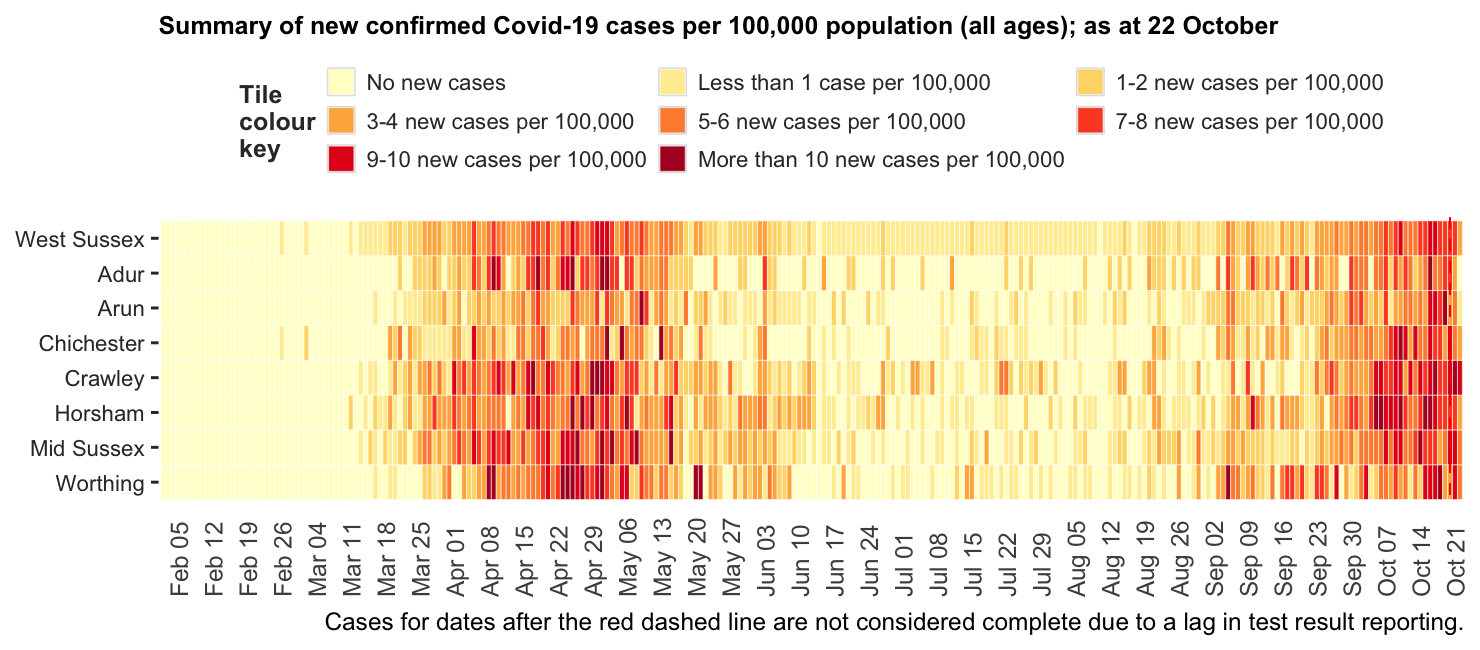 Summary of new confirmed Covid-19 cases per 100,000 population (all ages); as at 22 October
Tile
colour
key
No new cases
Less than 1 case per 100,000
1-2 new cases per 100,000
3-4 new cases per 100,000
5-6 new cases per 100,000
7-8 new cases per 100,000
9-10 new cases per 100,000
More than 10 new cases per 100,000
West Sussex
Adur
Arun
Chichester
Crawley
Horsham
Mid Sussex
Worthing
Feb 05
Feb 12
Feb 19
Feb 26
Mar 04
Mar 11
Mar 18
Mar 25
Apr 01
Apr 08
Apr 15
Apr 22
Apr 29
May 06
May 13
May 20
May 27
Jun 03
Jun 10
Jun 17
Jun 24
Jul 01
Jul 08
Jul 15
Jul 22
Jul 29
Aug 05
Aug 12
Aug 19
Aug 26
Sep 02
Sep 09
Sep 16
Sep 23
Sep 30
Oct 07
Oct 14
Oct 21
Cases for dates after the red dashed line are not considered complete due to a lag in test result reporting.